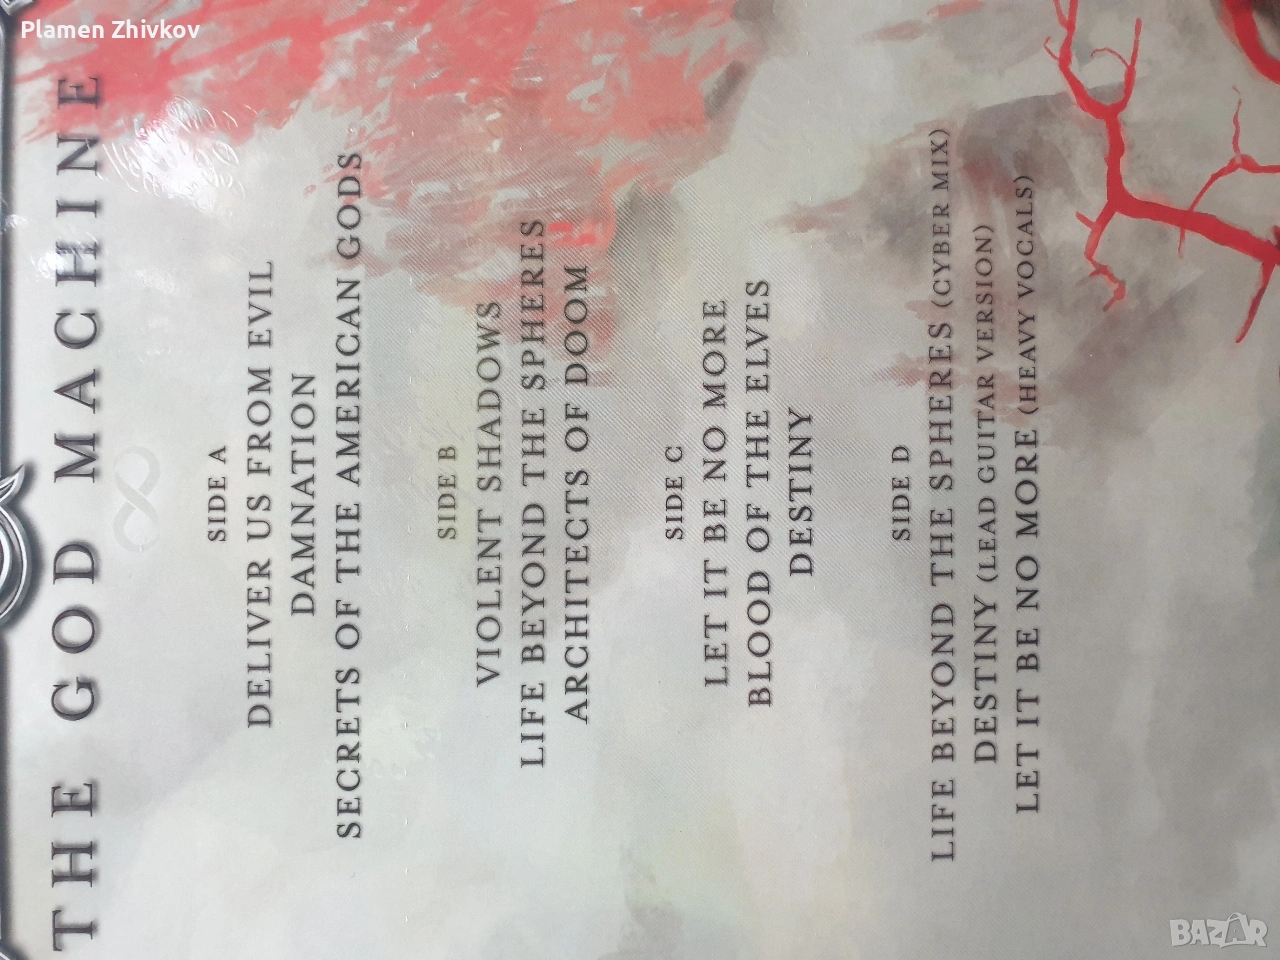 Plamen Zhivkov
THE GOD MACHINE
SIDE A
DELIVER US FROM EVIL
DAMNATION
SECRETS OF THE AMERICAN GODS
SIDE B
VIOLENT SHADOWS
LIFE BEYOND THE SPHERES
ARCHITECTS OF DOOM
SIDE C
LET IT BE NO MORE
BLOOD OF THE ELVES
DESTINY
SIDE D
LIFE BEYOND THE SPHERES (CYBER MIX)
DESTINY (LEAD GUITAR VERSION)
LET IT BE NO MORE (HEAVY VOCALS)
BAZAR